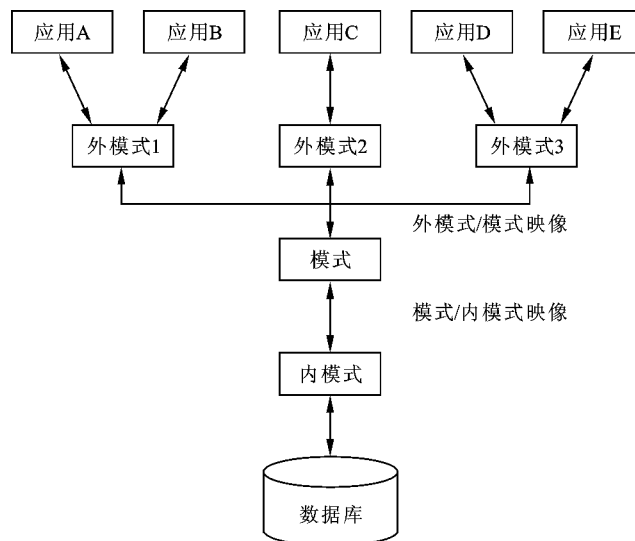 应用A 应用B 应用C 应用D 应用E
外模式1 外模式2 外模式3
外模式/模式映像
模式
模式/内模式映像
内模式
数据库